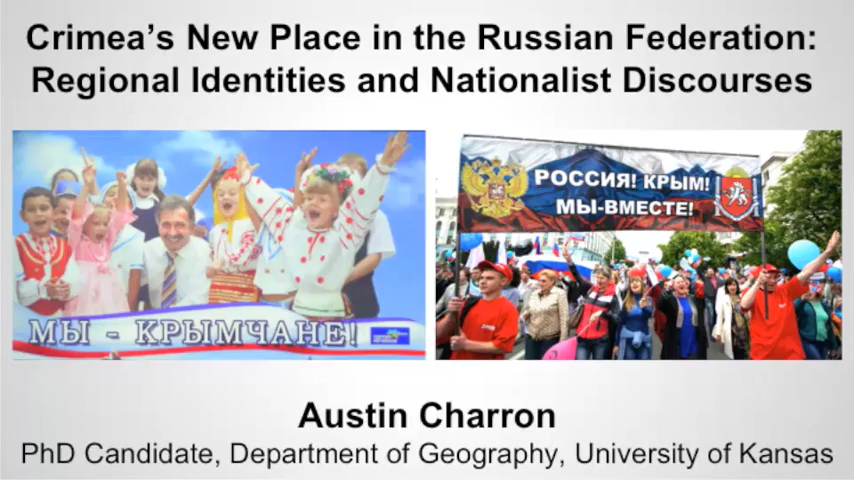 Crimea's New Place in the Russian Federation:
Regional Identities and Nationalist Discourses
РОССИЯ! КРЫМ!
МЫ-ВМЕСТЕ!
МЫ - КРЫМЧАНЕ!
Austin Charron
PhD Candidate, Department of Geography, University of Kansas